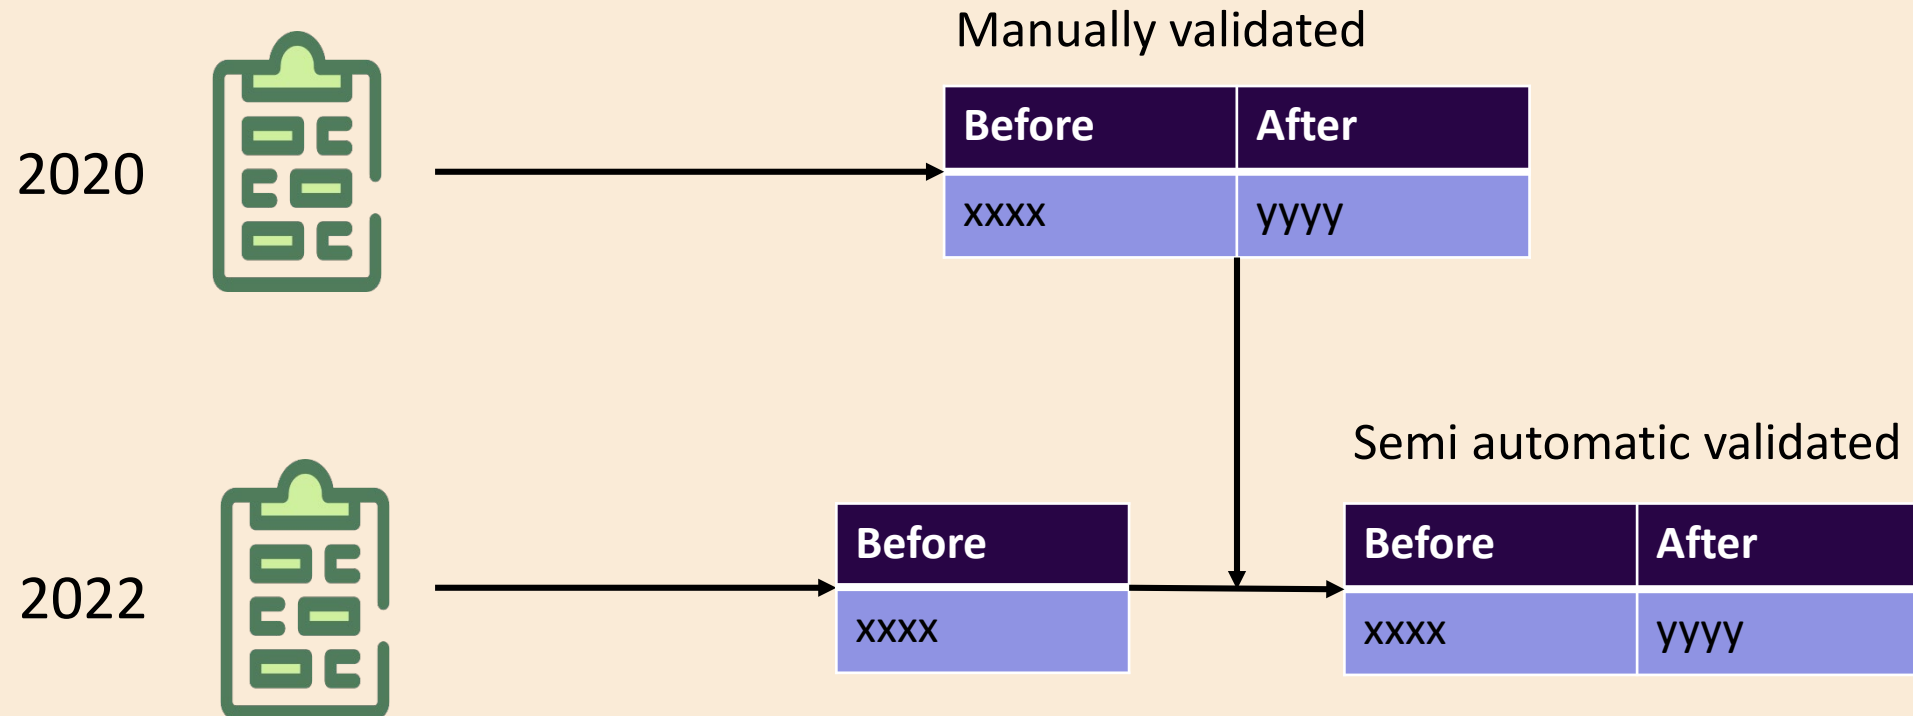 Manually validated
2020
Before After
xxxx yyyy
Semi automatic validated
2022
Before
xxxx
Before After
xxxx yyyy